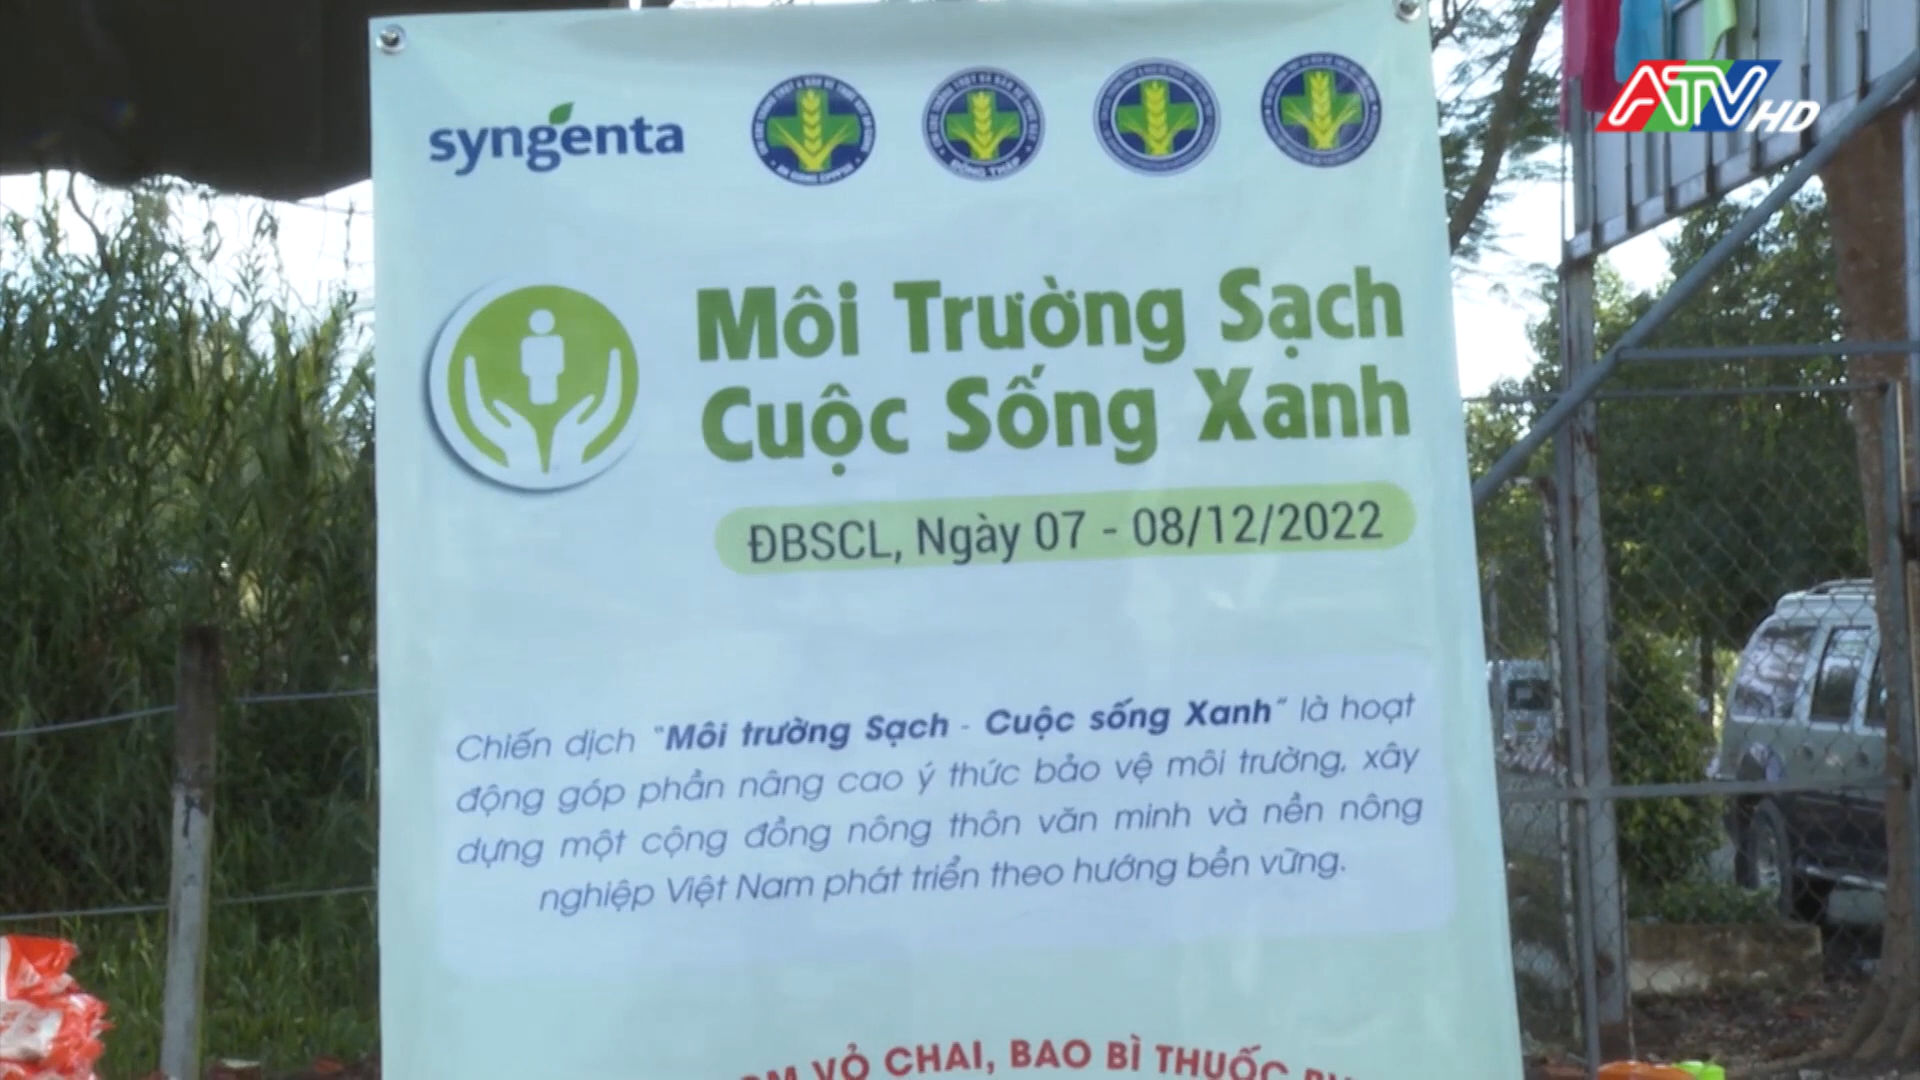 syngenta
ATV HD
ĐỒNG THÁP
Môi Trường Sạch
Cuộc Sống Xanh
ĐBSCL, Ngày 07 - 08/12/2022
Chiến dịch "Môi trường Sạch - Cuộc sống Xanh" là hoạt
động góp phần nâng cao ý thức bảo vệ môi trường, xây
dựng một cộng đồng nông thôn văn minh và nền nông
nghiệp Việt Nam phát triển theo hướng bền vững.
VỎ CHAI, BAO BÌ THUỐC